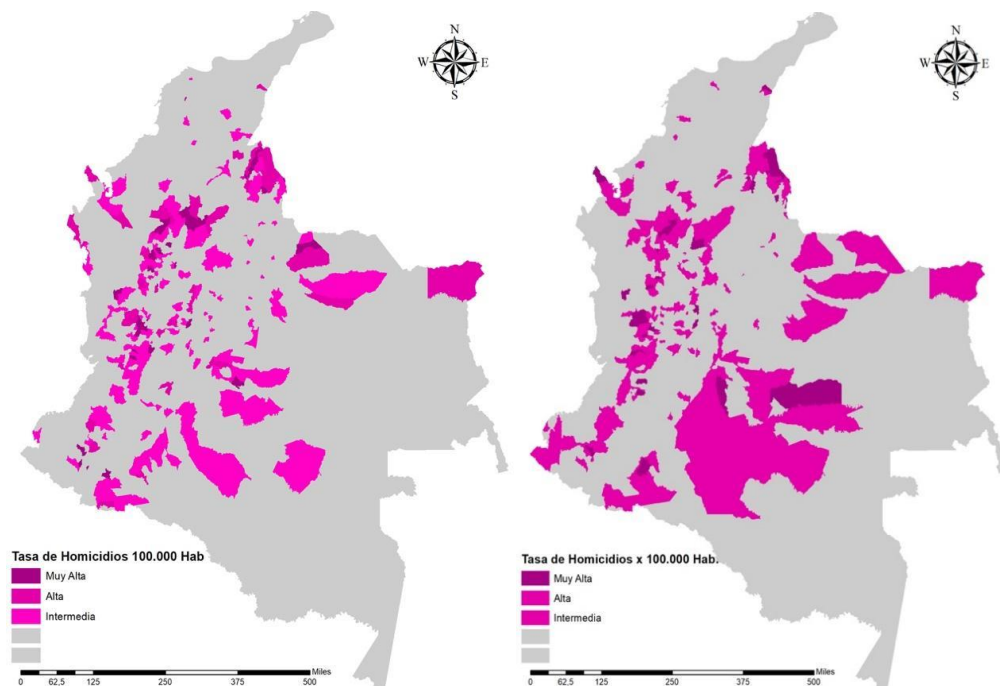 N
W E
S
N
W E
S
Tasa de Homicidios 100.000 Hab
Muy Alta
Alta
Intermedia
Miles
0 62,5 125 250 375 500
Tasa de Homicidios x 100.000 Hab.
Muy Alta
Alta
Intermedia
Miles
0 62,5 125 250 375 500